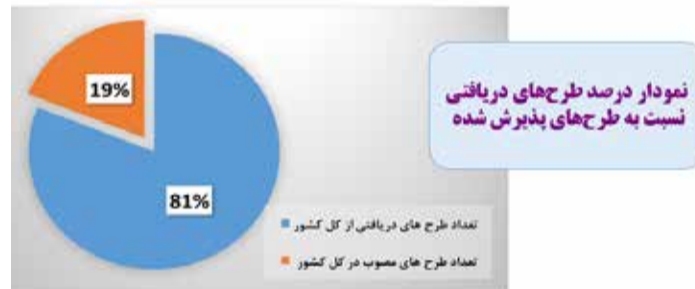 نمودار درصد طرح‌های دریافتی
نسبت به طرح‌های پذیرش شده
19%
81%
تعداد طرح های دریافتی از کل کشور
تعداد طرح های مصوب در کل کشور